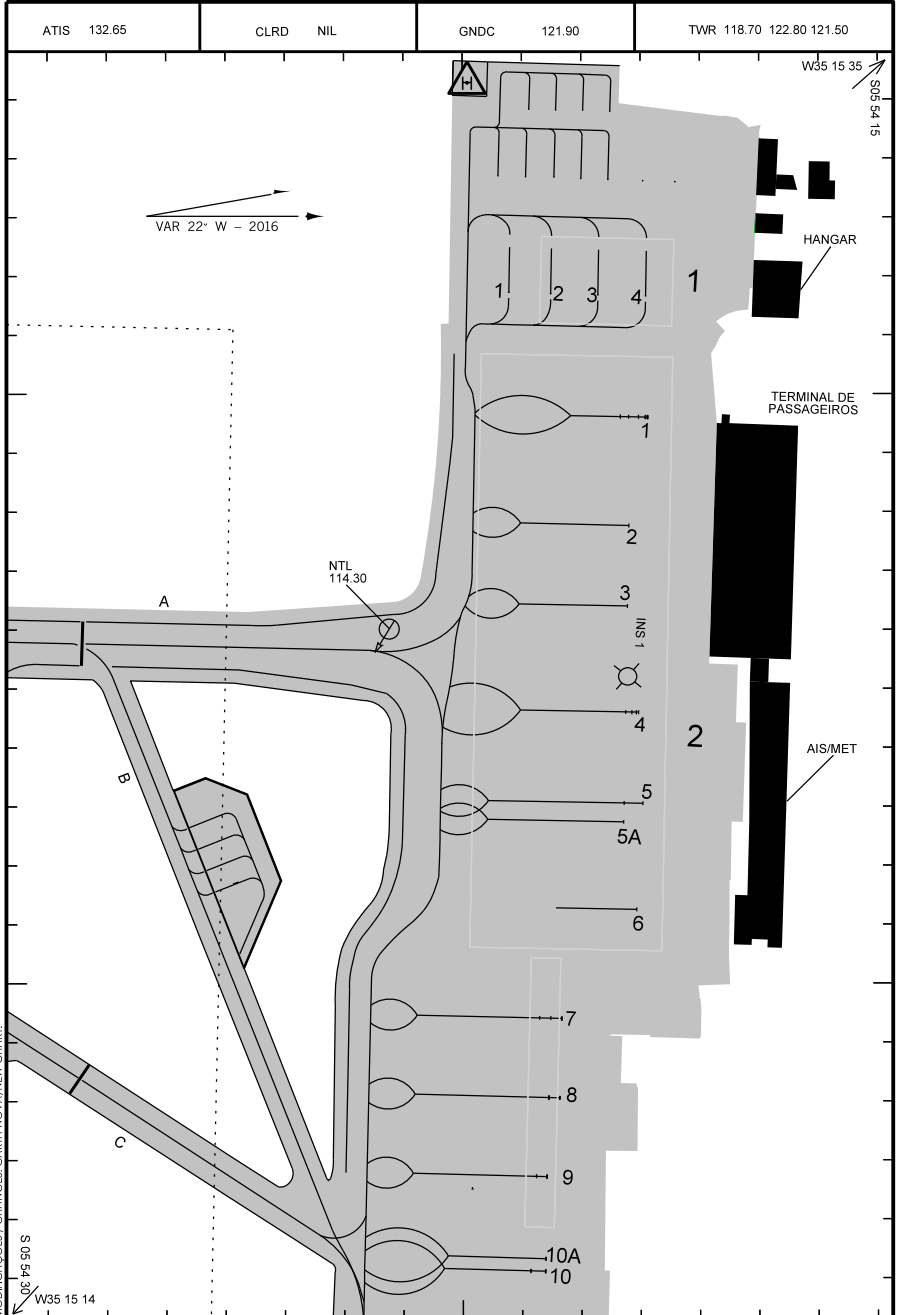 ATIS 132.65
CLRD NIL
GNDC 121.90
TWR 118.70 122.80 121.50
W35 15 35
S05 54 15
VAR 22° W – 2016
H
HANGAR
1
1
2
3
4
TERMINAL DE
PASSAGEIROS
1
2
NTL
114.30
A
3
INS 1
4
2
AIS/MET
B
5
5A
6
7
8
C
9
10A
10
S 05 54 30
W35 15 14